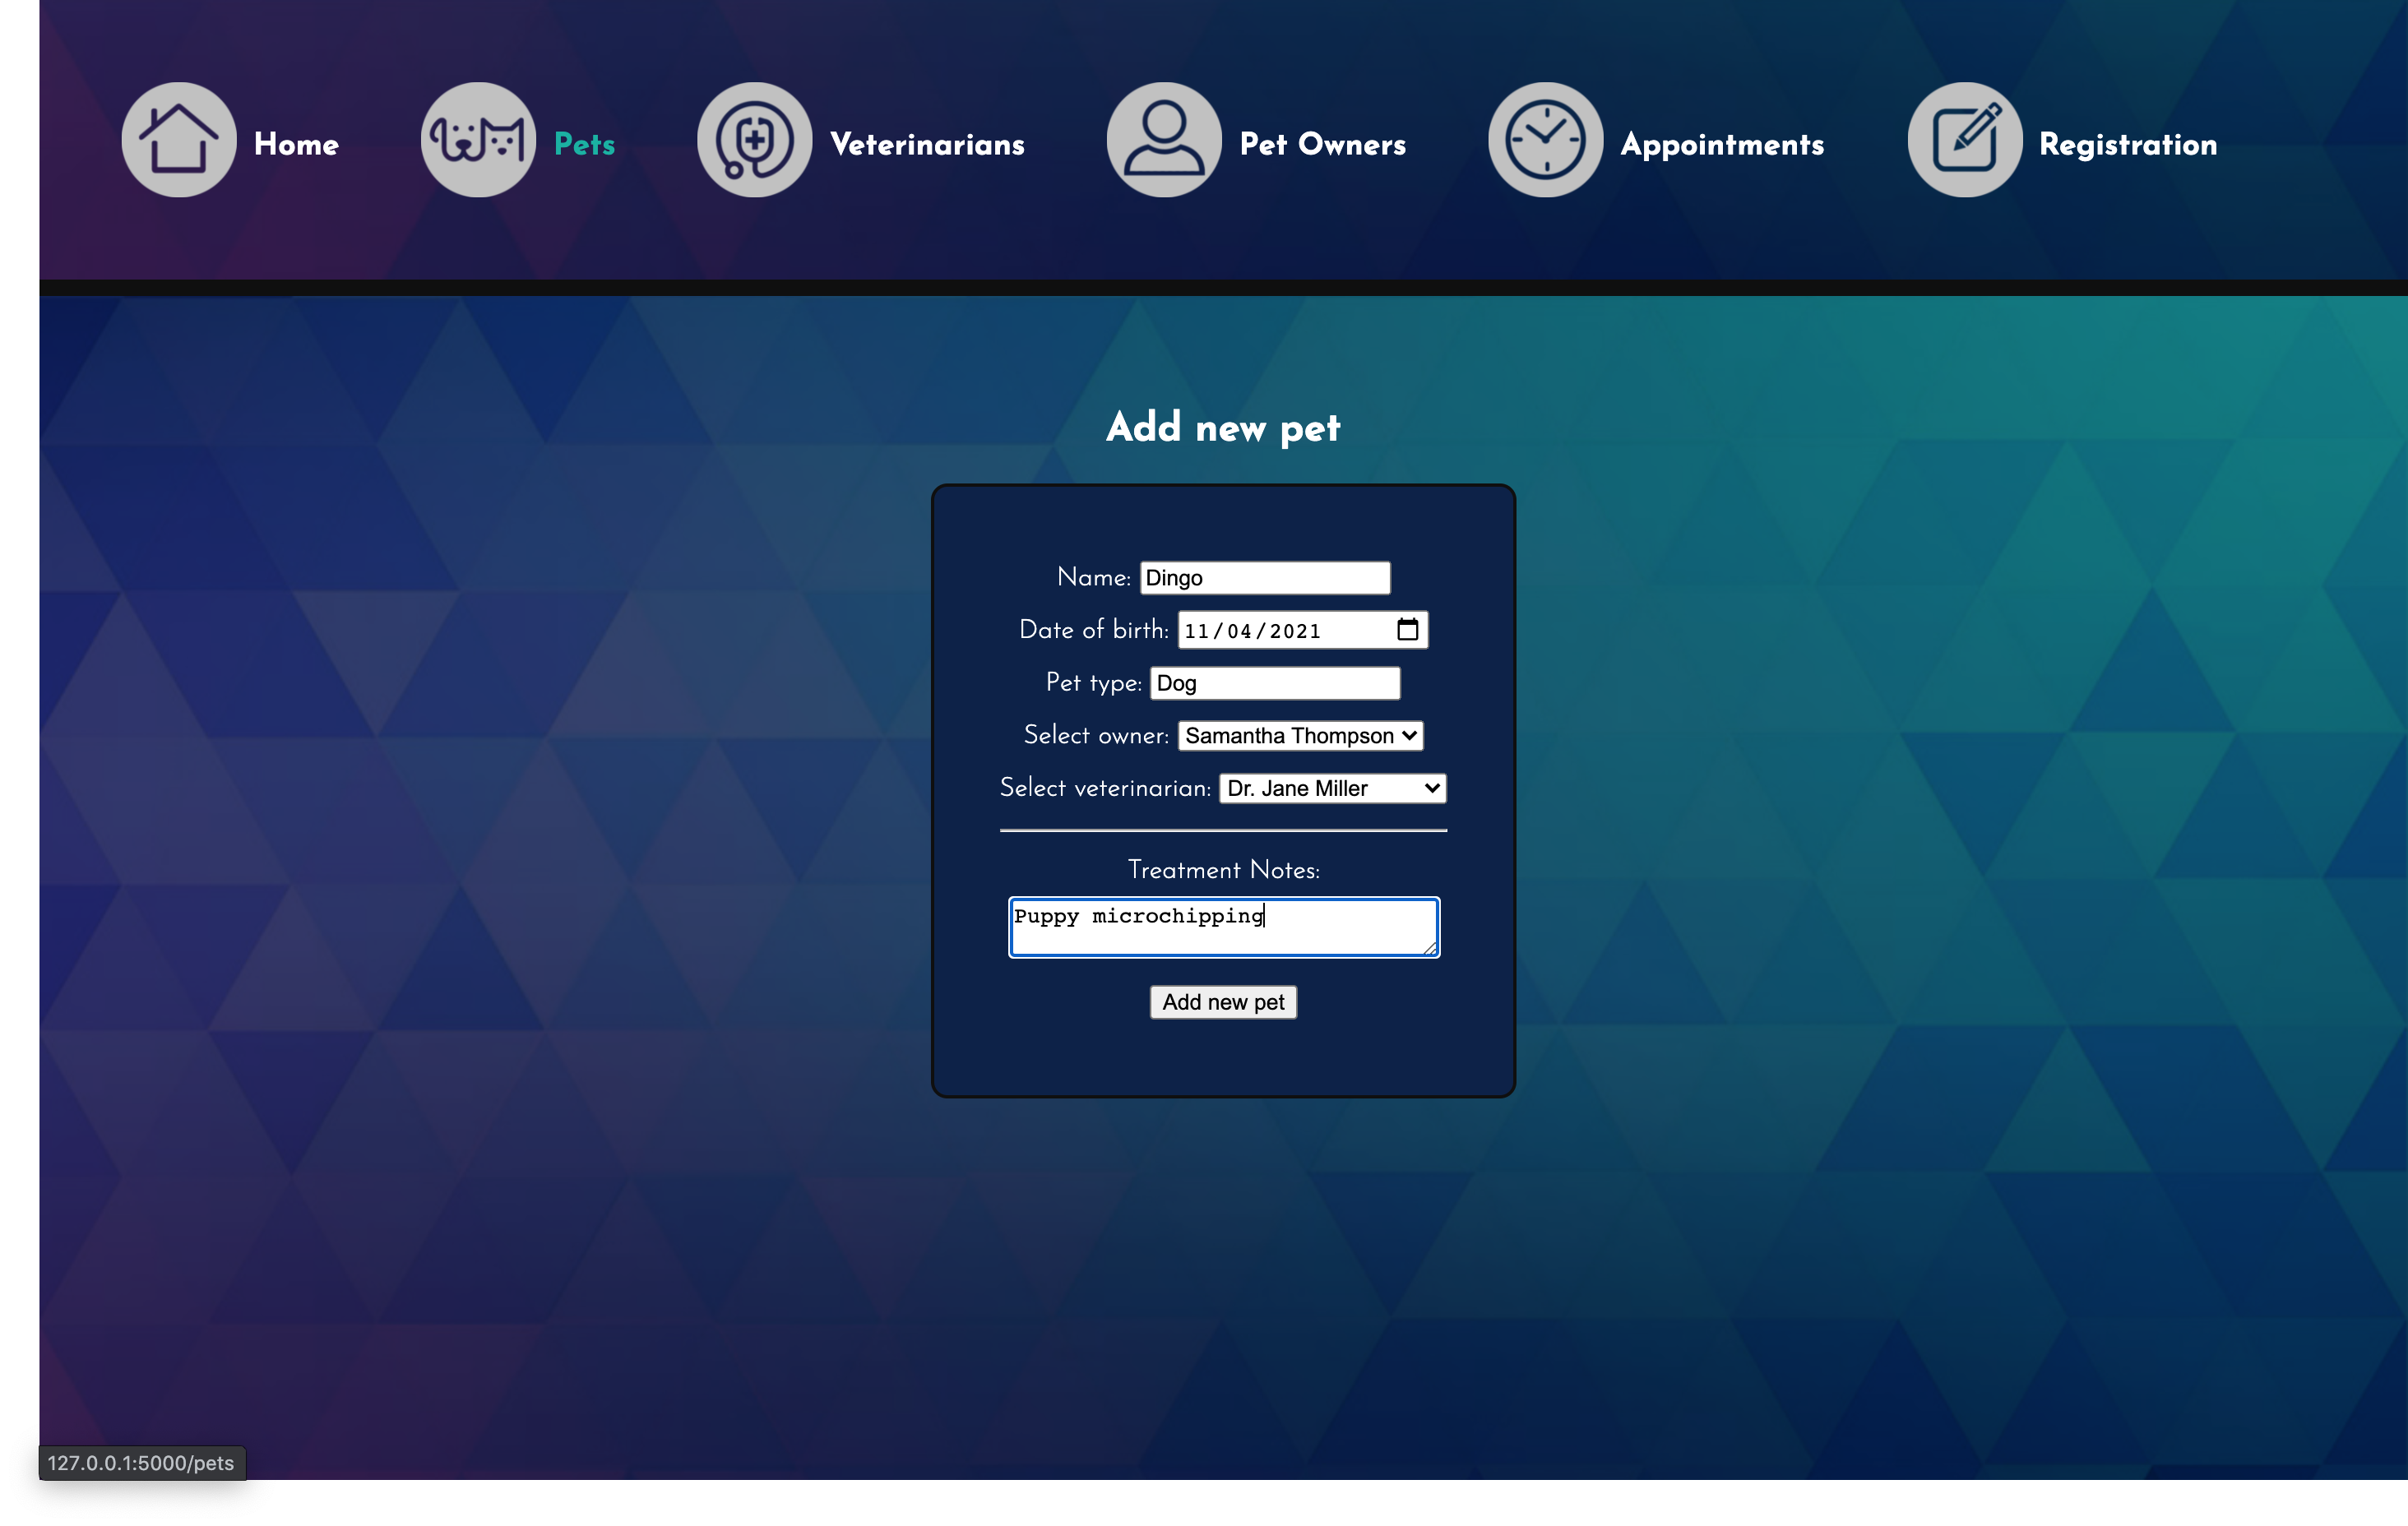 Home Pets Veterinarians Pet Owners Appointments Registration
Add new pet
Name: Dingo
Date of birth: 11/04/2021
Pet type: Dog
Select owner: Samantha Thompson
Select veterinarian: Dr. Jane Miller
Treatment Notes:
Puppy microchipping
Add new pet
127.0.0.1:5000/pets